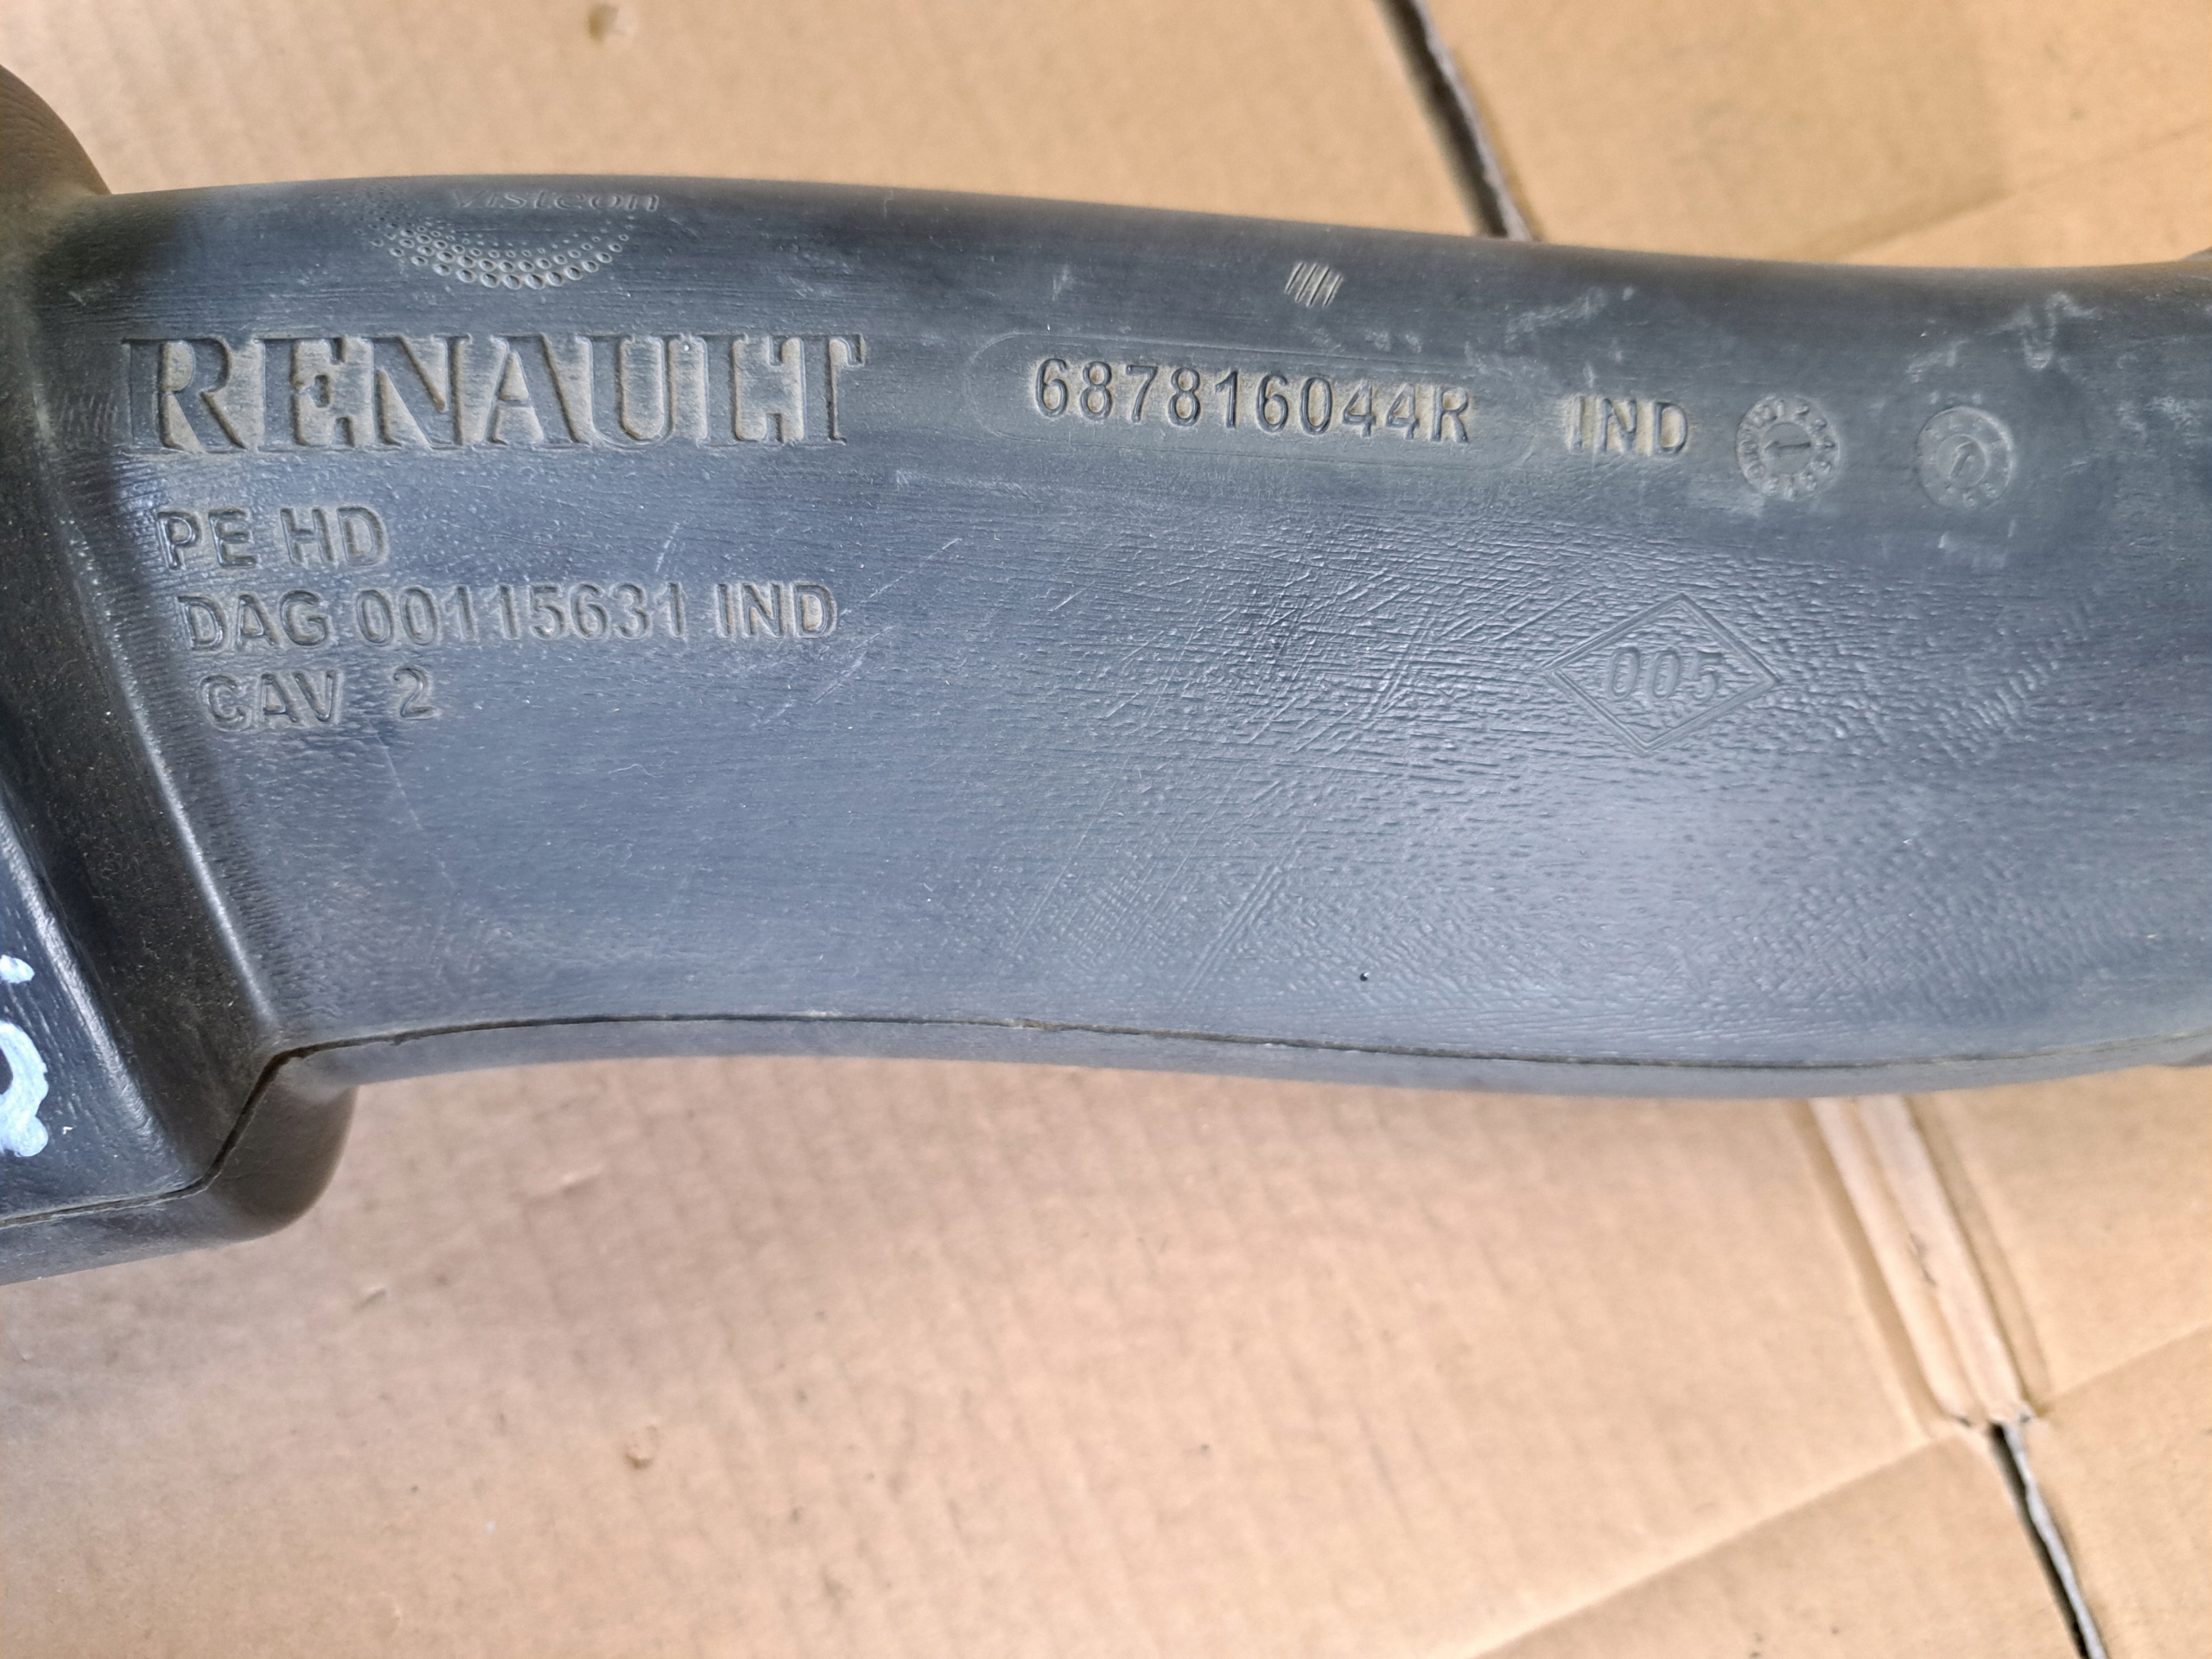 Visteon
RENAULT 687816044R IND
PE HD
DAG 00115631 IND
CAV 2
005